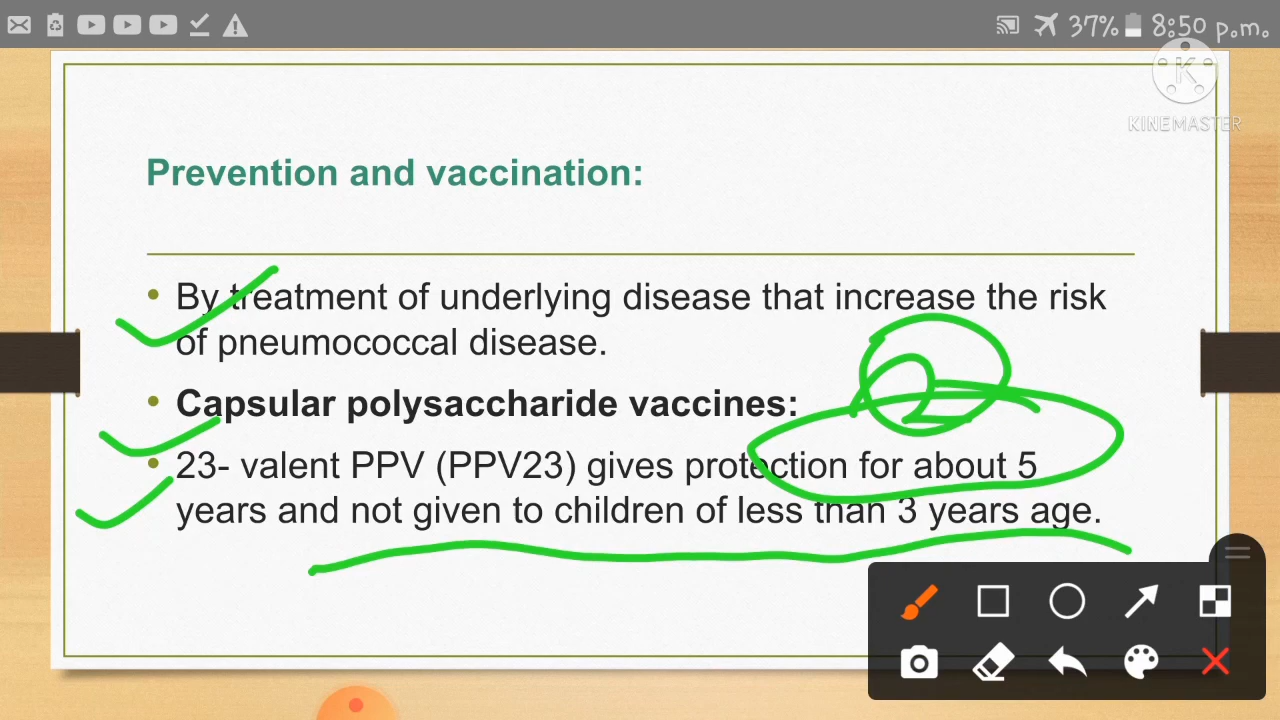 37% 8:50 p.m.
KINEMASTER
Prevention and vaccination:
• By treatment of underlying disease that increase the risk
of pneumococcal disease.
2
• Capsular polysaccharide vaccines:
• 23- valent PPV (PPV23) gives protection for about 5
years and not given to children of less than 3 years age.